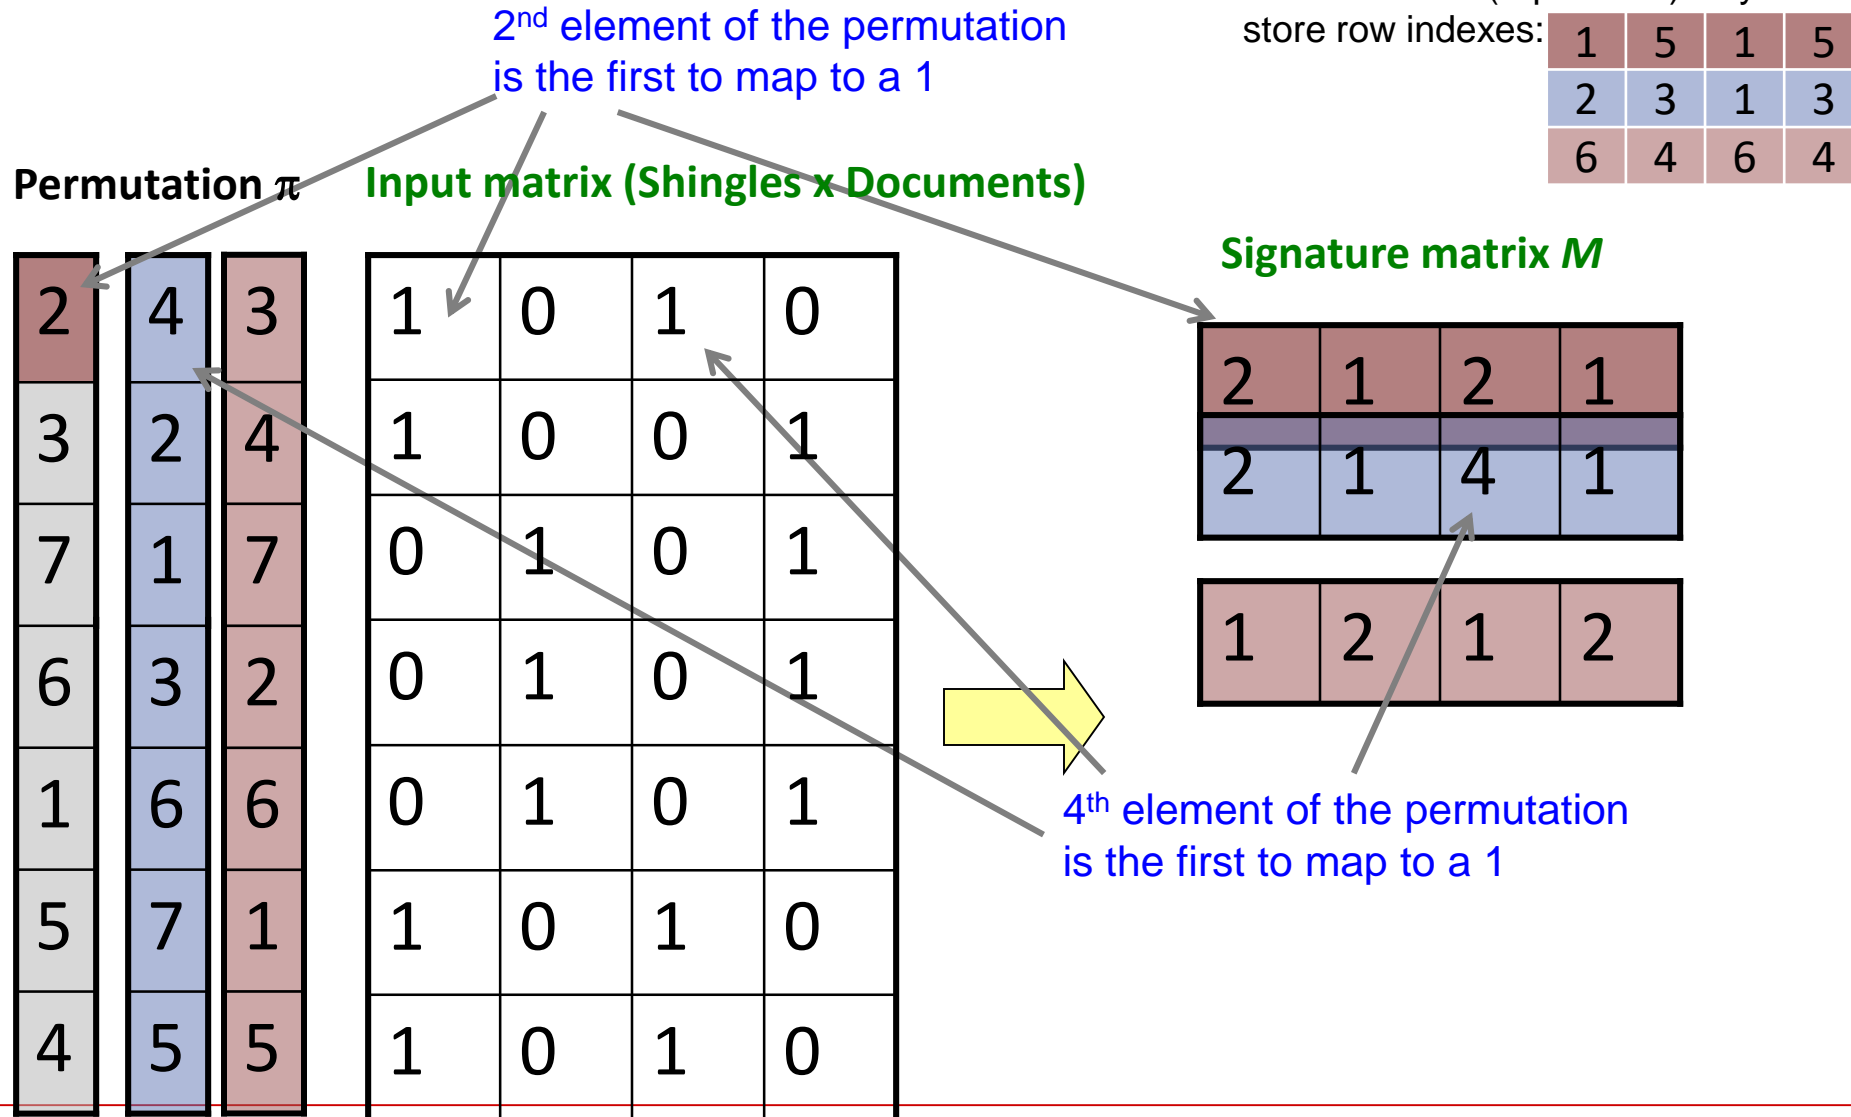 2nd element of the permutation
is the first to map to a 1
store row indexes:
1 5 1 5
2 3 1 3
6 4 6 4
Permutation π
Input matrix (Shingles x Documents)
Signature matrix M
2 4 3 1 0 1 0
3 2 4 1 0 0 1
7 1 7 0 1 0 1
6 3 2 0 1 0 1
1 6 6 0 1 0 1
5 7 1 1 0 1 0
4 5 5 1 0 1 0
2 1 2 1
2 1 4 1
1 2 1 2
4th element of the permutation
is the first to map to a 1